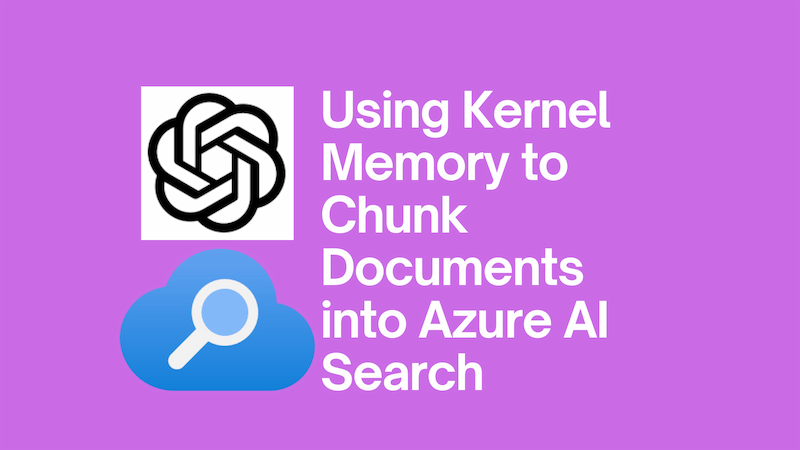 Using Kernel
Memory to
Chunk
Documents
into Azure AI
Search